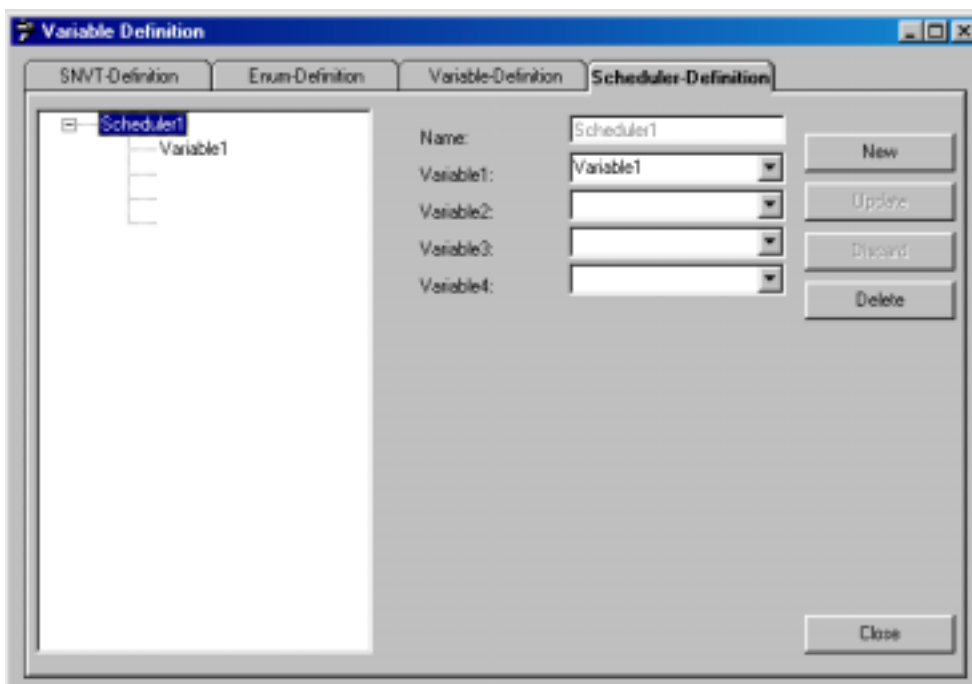 Variable Definition
SNVT-Definition Enum-Definition Variable-Definition Scheduler-Definition
Scheduler1
Variable1
Name: Scheduler1
Variable1: Variable1
Variable2:
Variable3:
Variable4:
New
Update
Discard
Delete
Close